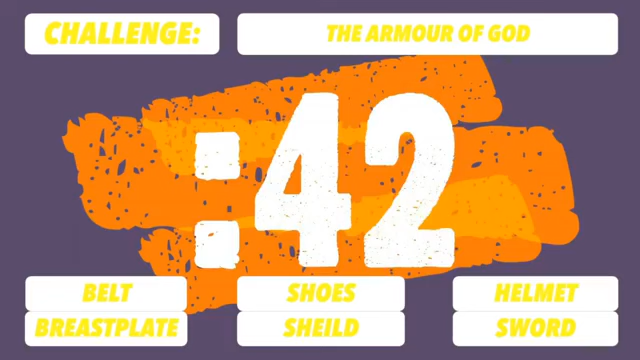 CHALLENGE:
THE ARMOUR OF GOD
:42
BELT
SHOES
HELMET
BREASTPLATE
SHEILD
SWORD